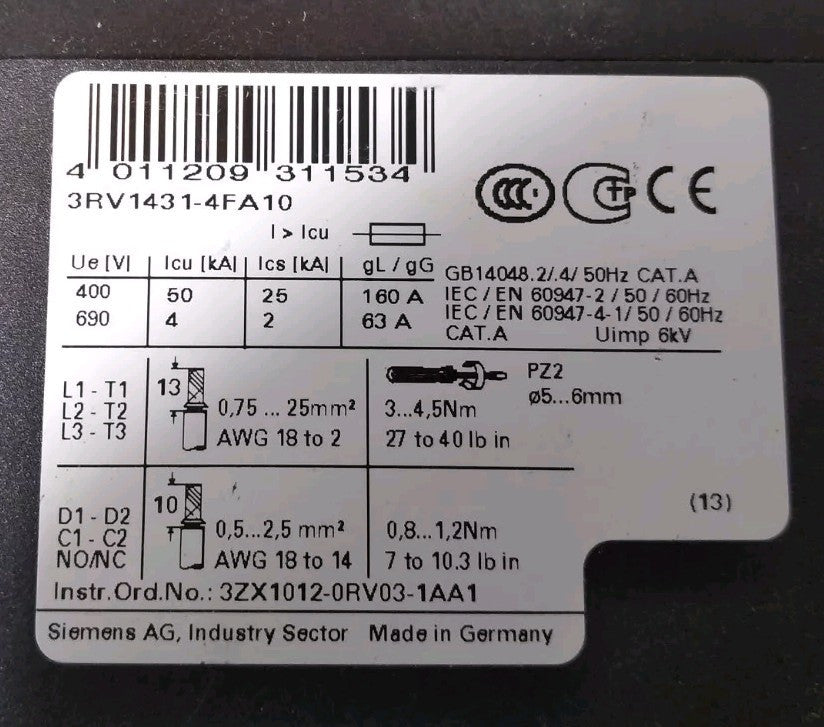 4 011209 311534
3RV1431-4FA10
CCC CTP CE
I > Icu
Ue [V] Icu [kA] Ics [kA] gL / gG
400 50 25 160 A
690 4 2 63 A
GB14048.2/.4/ 50Hz CAT.A
IEC / EN 60947-2 / 50 / 60Hz
IEC / EN 60947-4-1/ 50 / 60Hz
CAT.A Uimp 6kV
L1 - T1
L2 - T2
L3 - T3
13
0,75 ... 25mm²
AWG 18 to 2
PZ2
ø5...6mm
3...4,5Nm
27 to 40 lb in
D1 - D2
C1 - C2
NO/NC
10
0,5...2,5 mm²
AWG 18 to 14
0,8...1,2Nm
7 to 10.3 lb in
(13)
Instr.Ord.No.: 3ZX1012-0RV03-1AA1
Siemens AG, Industry Sector Made in Germany